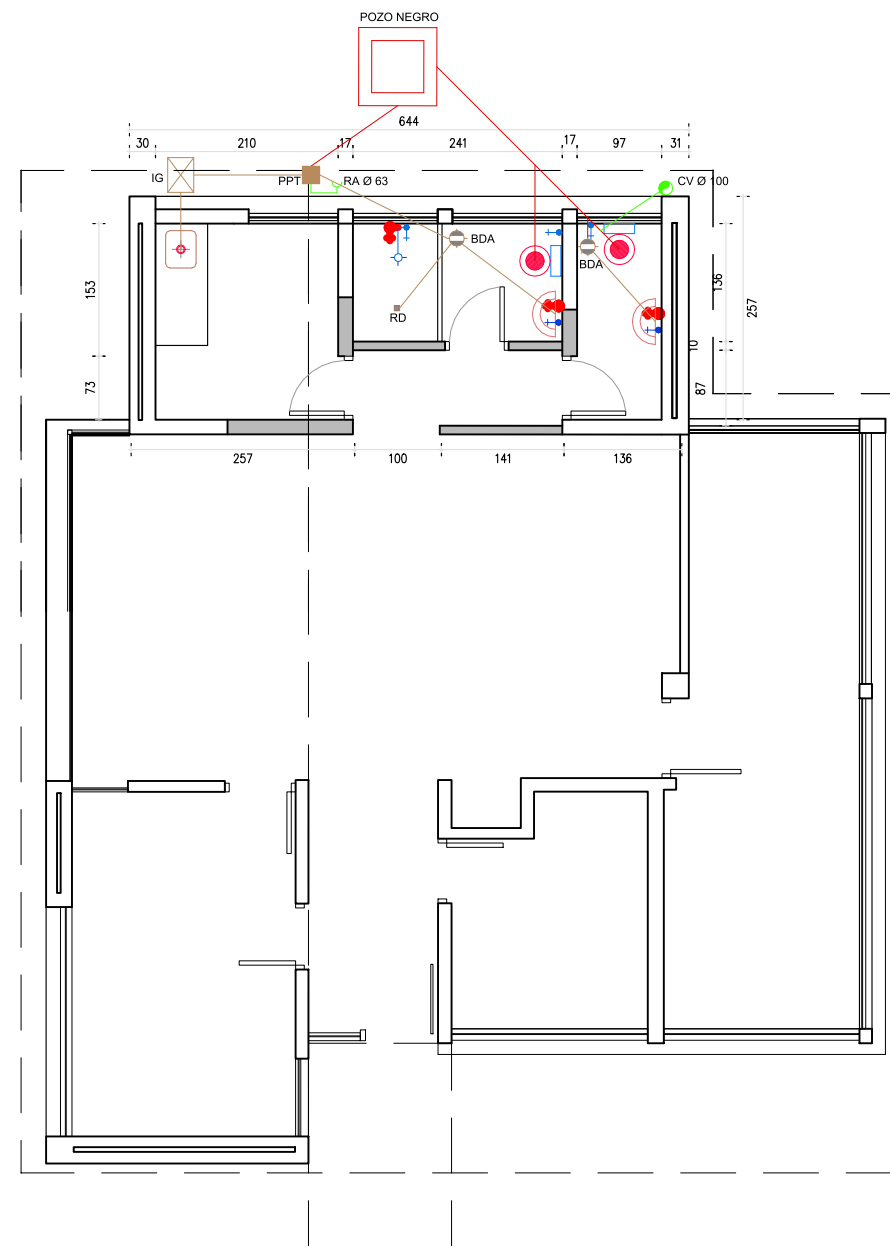 POZO NEGRO
644
30 210 17 241 17 97 31
IG PPT RA Ø 63 CV Ø 100
BDA
BDA
RD
153
73
136
257
10
87
257 100 141 136